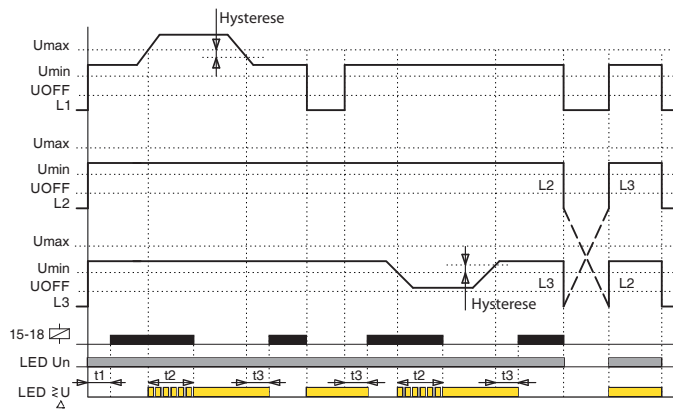 Hysterese
Umax
Umin
UOFF
L1
Umax
Umin
UOFF
L2
L2
L3
Umax
Umin
UOFF
L3
L3
L2
Hysterese
15-18
LED Un
t1
t2
t3
t3
t2
t3
LED ≷U